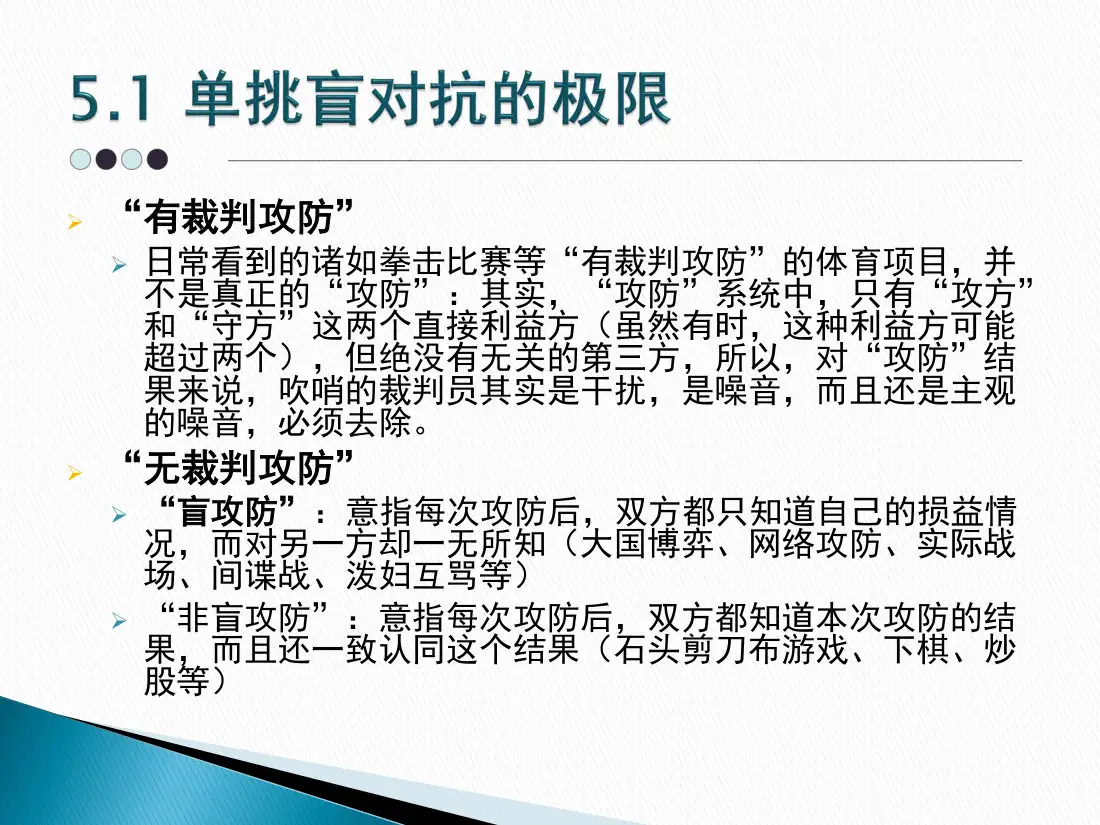 5.1 单挑盲对抗的极限
“有裁判攻防”
日常看到的诸如拳击比赛等“有裁判攻防”的体育项目，并
不是真正的“攻防”：其实，“攻防”系统中，只有“攻方”
和“守方”这两个直接利益方（虽然有时，这种利益方可能
超过两个），但绝没有无关的第三方，所以，对“攻防”结
果来说，吹哨的裁判员其实是干扰，是噪音，而且还是主观
的噪音，必须去除。
“无裁判攻防”
“盲攻防”：意指每次攻防后，双方都只知道自己的损益情
况，而对另一方却一无所知（大国博弈、网络攻防、实际战
场、间谍战、泼妇互骂等）
“非盲攻防”：意指每次攻防后，双方都知道本次攻防的结
果，而且还一致认同这个结果（石头剪刀布游戏、下棋、炒
股等）